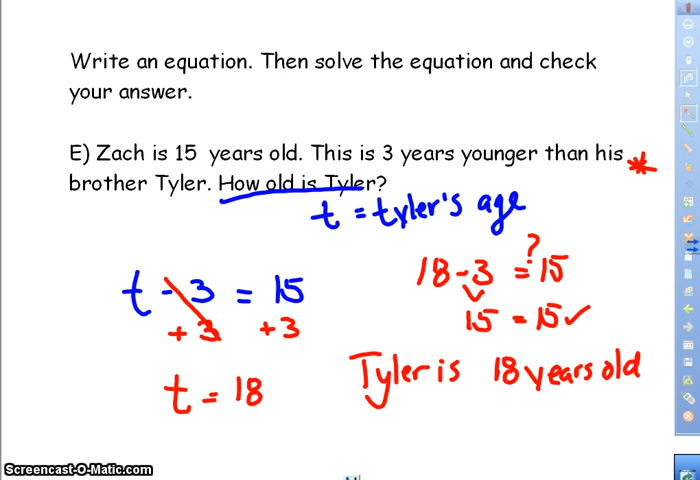 Write an equation. Then solve the equation and check
your answer.
E) Zach is 15 years old. This is 3 years younger than his *
brother Tyler. How old is Tyler?
t = tyler's age
t - 3 = 15
+ 3 + 3
t = 18
?
18 - 3 = 15
15 = 15 ✓
Tyler is 18 years old
Screencast-O-Matic.com